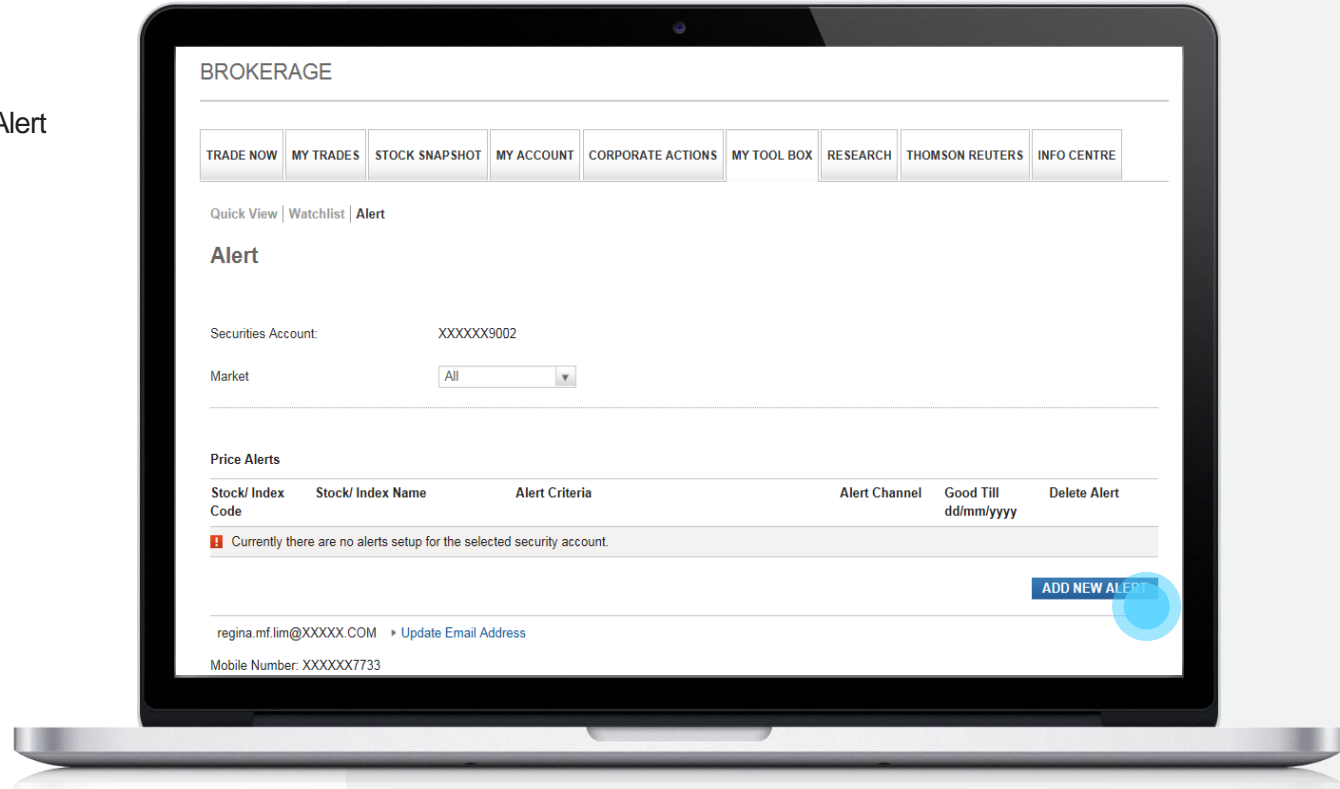 Alert
BROKERAGE
TRADE NOW MY TRADES STOCK SNAPSHOT MY ACCOUNT CORPORATE ACTIONS MY TOOL BOX RESEARCH THOMSON REUTERS INFO CENTRE
Quick View | Watchlist | Alert
Alert
Securities Account: XXXXXX9002
Market All
Price Alerts
Stock/ Index Stock/ Index Name Alert Criteria Alert Channel Good Till Delete Alert
Code dd/mm/yyyy
Currently there are no alerts setup for the selected security account.
ADD NEW ALERT
regina.mf.lim@XXXXX.COM Update Email Address
Mobile Number: XXXXXX7733